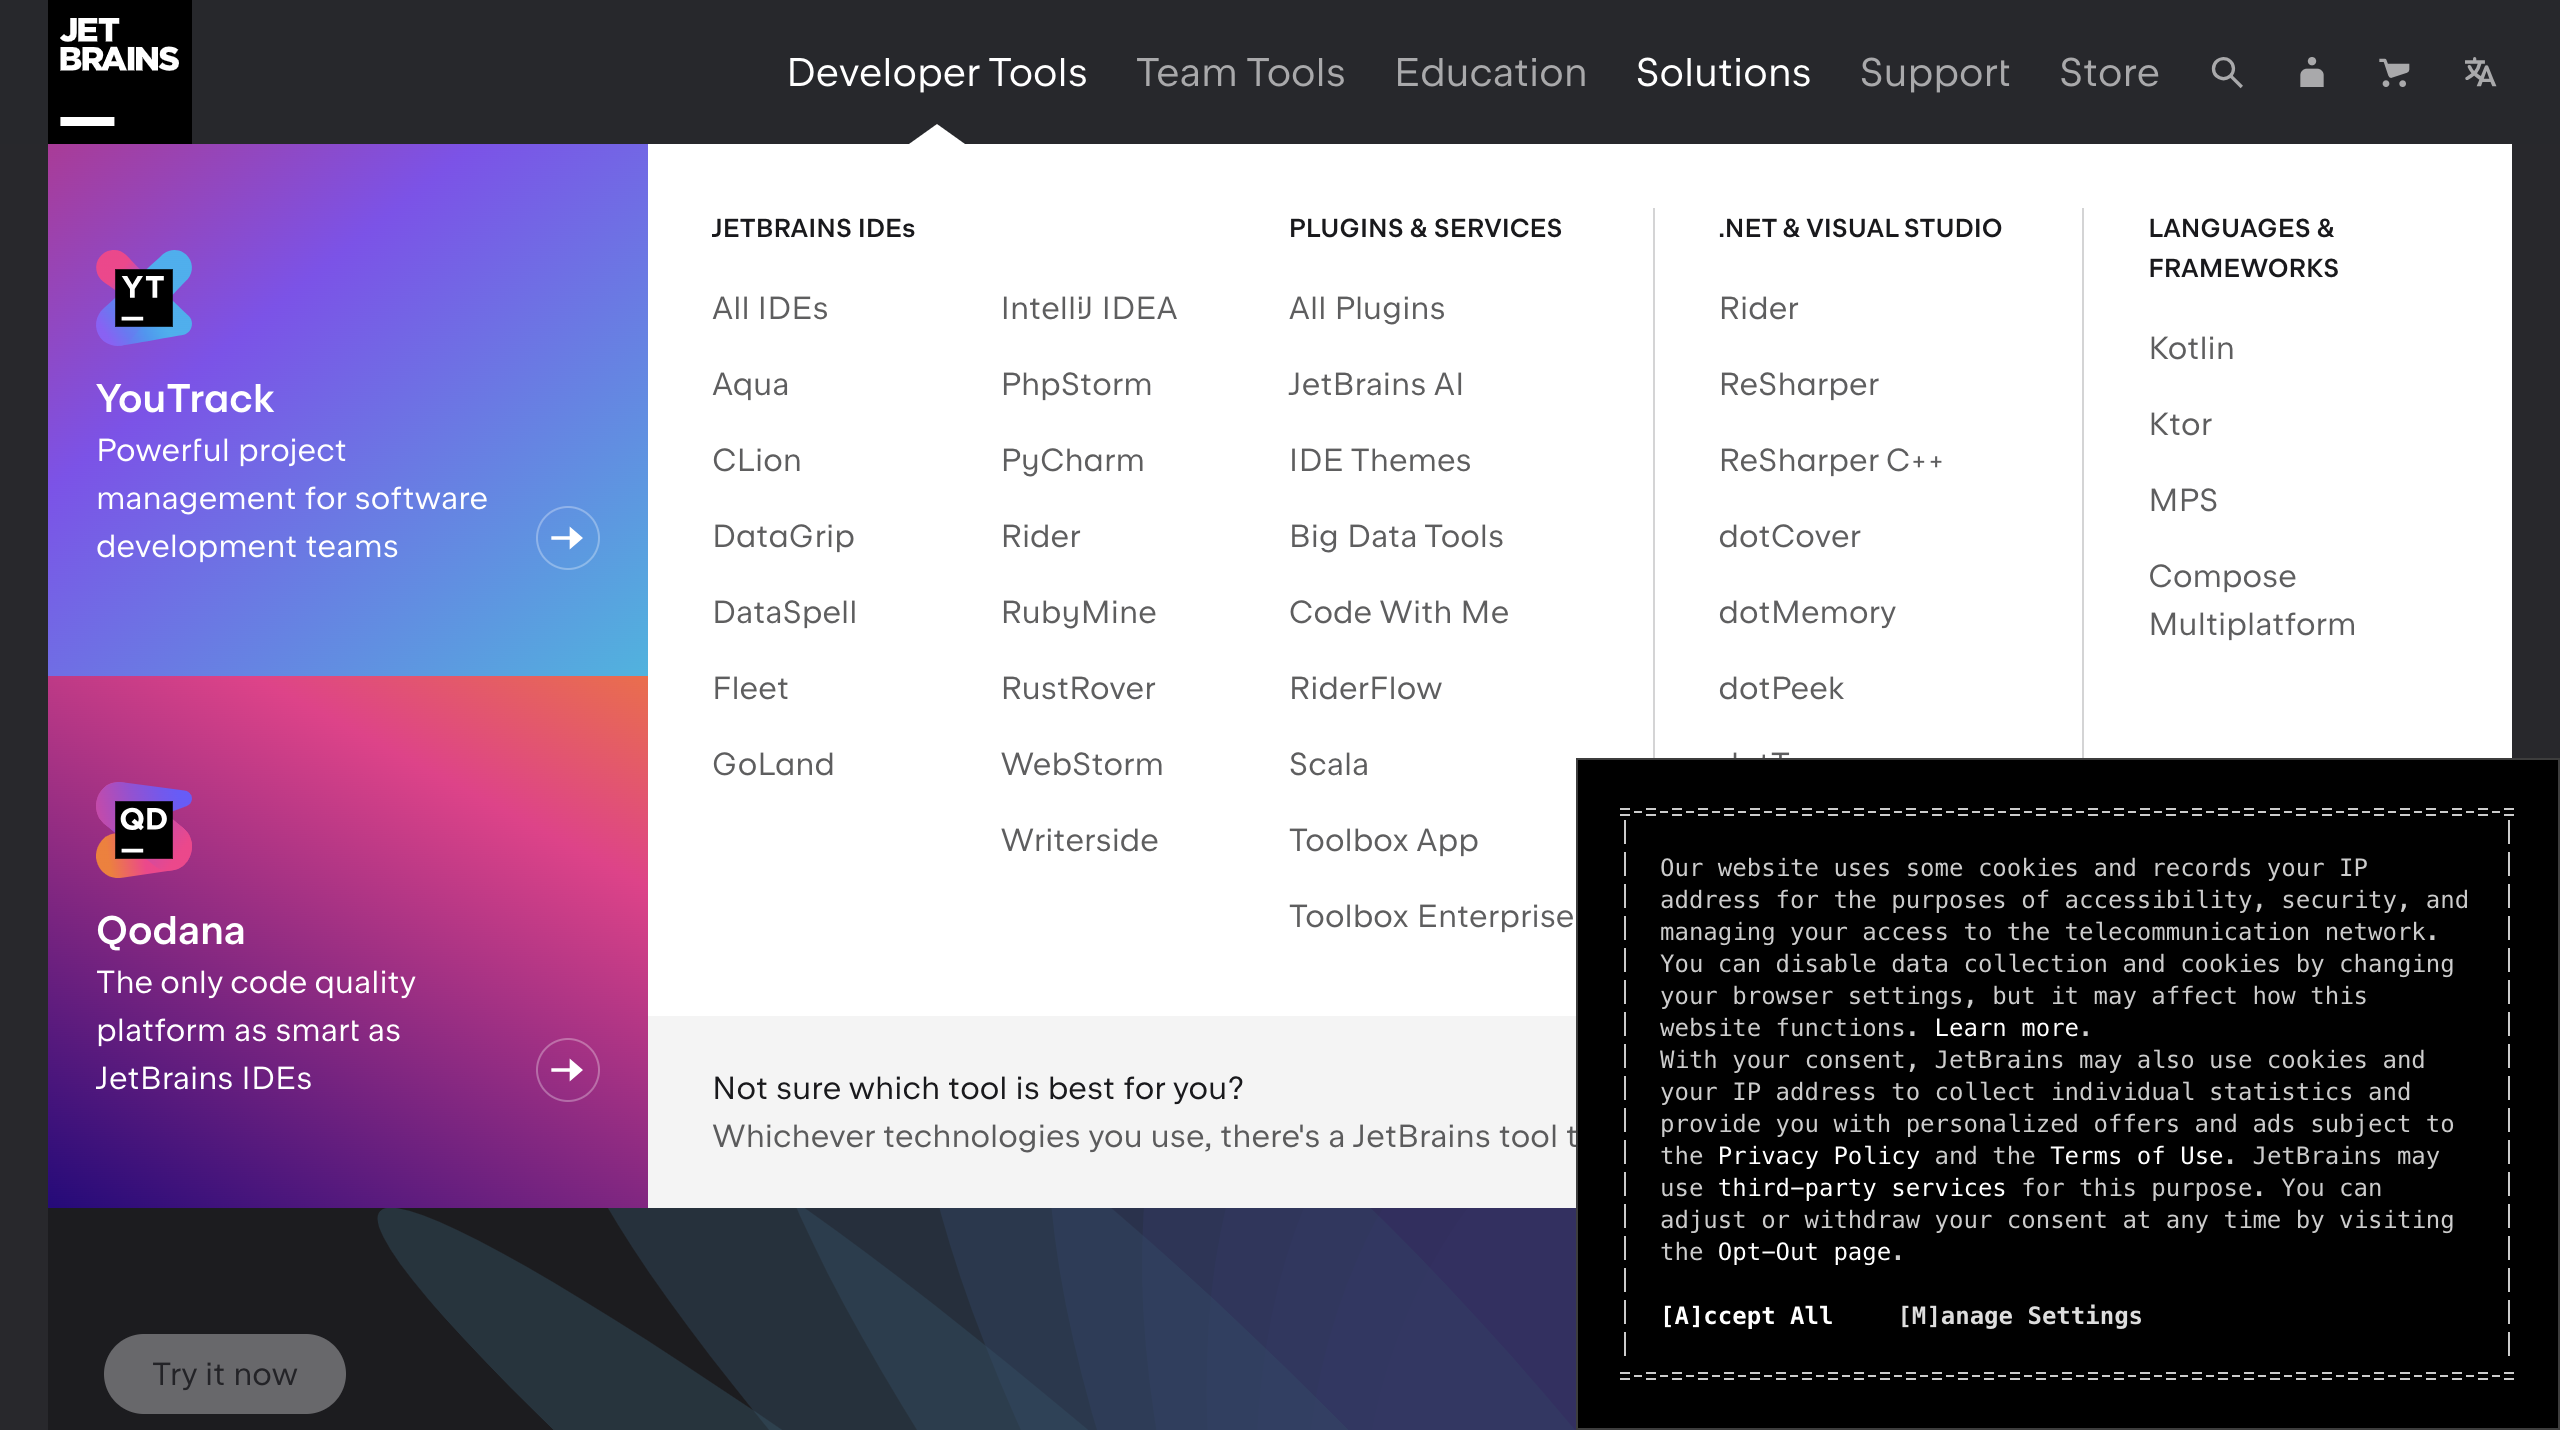 JET
BRAINS
Developer Tools
Team Tools
Education
Solutions
Support
Store
YT
YouTrack
Powerful project
management for software
development teams
QD
Qodana
The only code quality
platform as smart as
JetBrains IDEs
JETBRAINS IDEs
All IDEs
Aqua
CLion
DataGrip
DataSpell
Fleet
GoLand
IntelliJ IDEA
PhpStorm
PyCharm
Rider
RubyMine
RustRover
WebStorm
Writerside
PLUGINS & SERVICES
All Plugins
JetBrains AI
IDE Themes
Big Data Tools
Code With Me
RiderFlow
Scala
Toolbox App
Toolbox Enterprise
.NET & VISUAL STUDIO
Rider
ReSharper
ReSharper C++
dotCover
dotMemory
dotPeek
LANGUAGES &
FRAMEWORKS
Kotlin
Ktor
MPS
Compose
Multiplatform
Not sure which tool is best for you?
Whichever technologies you use, there's a JetBrains tool
Our website uses some cookies and records your IP
address for the purposes of accessibility, security, and
managing your access to the telecommunication network.
You can disable data collection and cookies by changing
your browser settings, but it may affect how this
website functions. Learn more.
With your consent, JetBrains may also use cookies and
your IP address to collect individual statistics and
provide you with personalized offers and ads subject to
the Privacy Policy and the Terms of Use. JetBrains may
use third-party services for this purpose. You can
adjust or withdraw your consent at any time by visiting
the Opt-Out page.
[A]ccept All
[M]anage Settings
Try it now